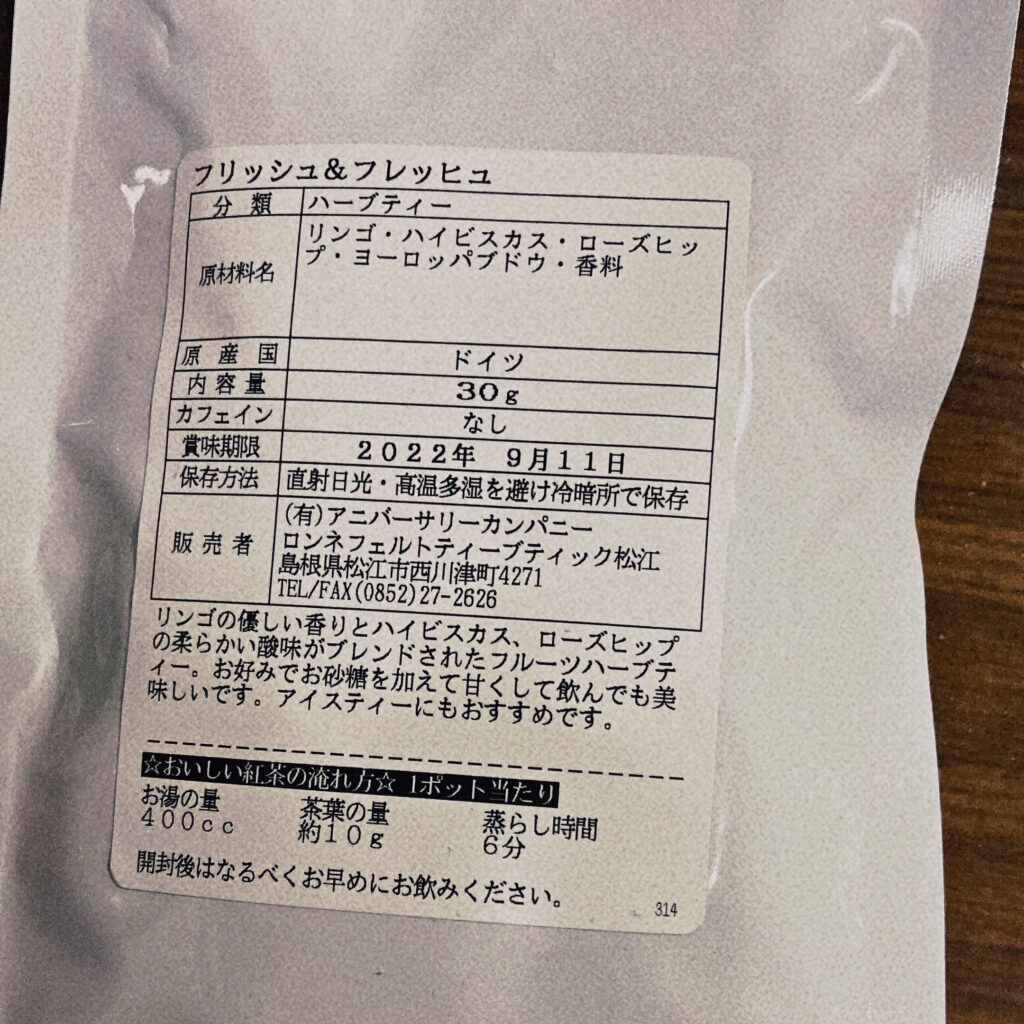 フリッシュ&フレッヒュ
分 類 ハーブティー
原材料名 リンゴ・ハイビスカス・ローズヒッ
プ・ヨーロッパブドウ・香料
原 産 国 ドイツ
内 容 量 30g
カフェイン なし
賞味期限 2022年 9月11日
保存方法 直射日光・高温多湿を避け冷暗所で保存
販 売 者 (有)アニバーサリーカンパニー
ロンネフェルトティーブティック松江
島根県松江市西川津町4271
TEL/FAX(0852)27-2626
リンゴの優しい香りとハイビスカス、ローズヒップ
の柔らかい酸味がブレンドされたフルーツハーブテ
ィー。お好みでお砂糖を加えて甘くして飲んでも美
味しいです。アイスティーにもおすすめです。
☆おいしい紅茶の淹れ方☆ 1ポット当たり
お湯の量 茶葉の量 蒸らし時間
400cc 約10g 6分
開封後はなるべくお早めにお飲みください。
314